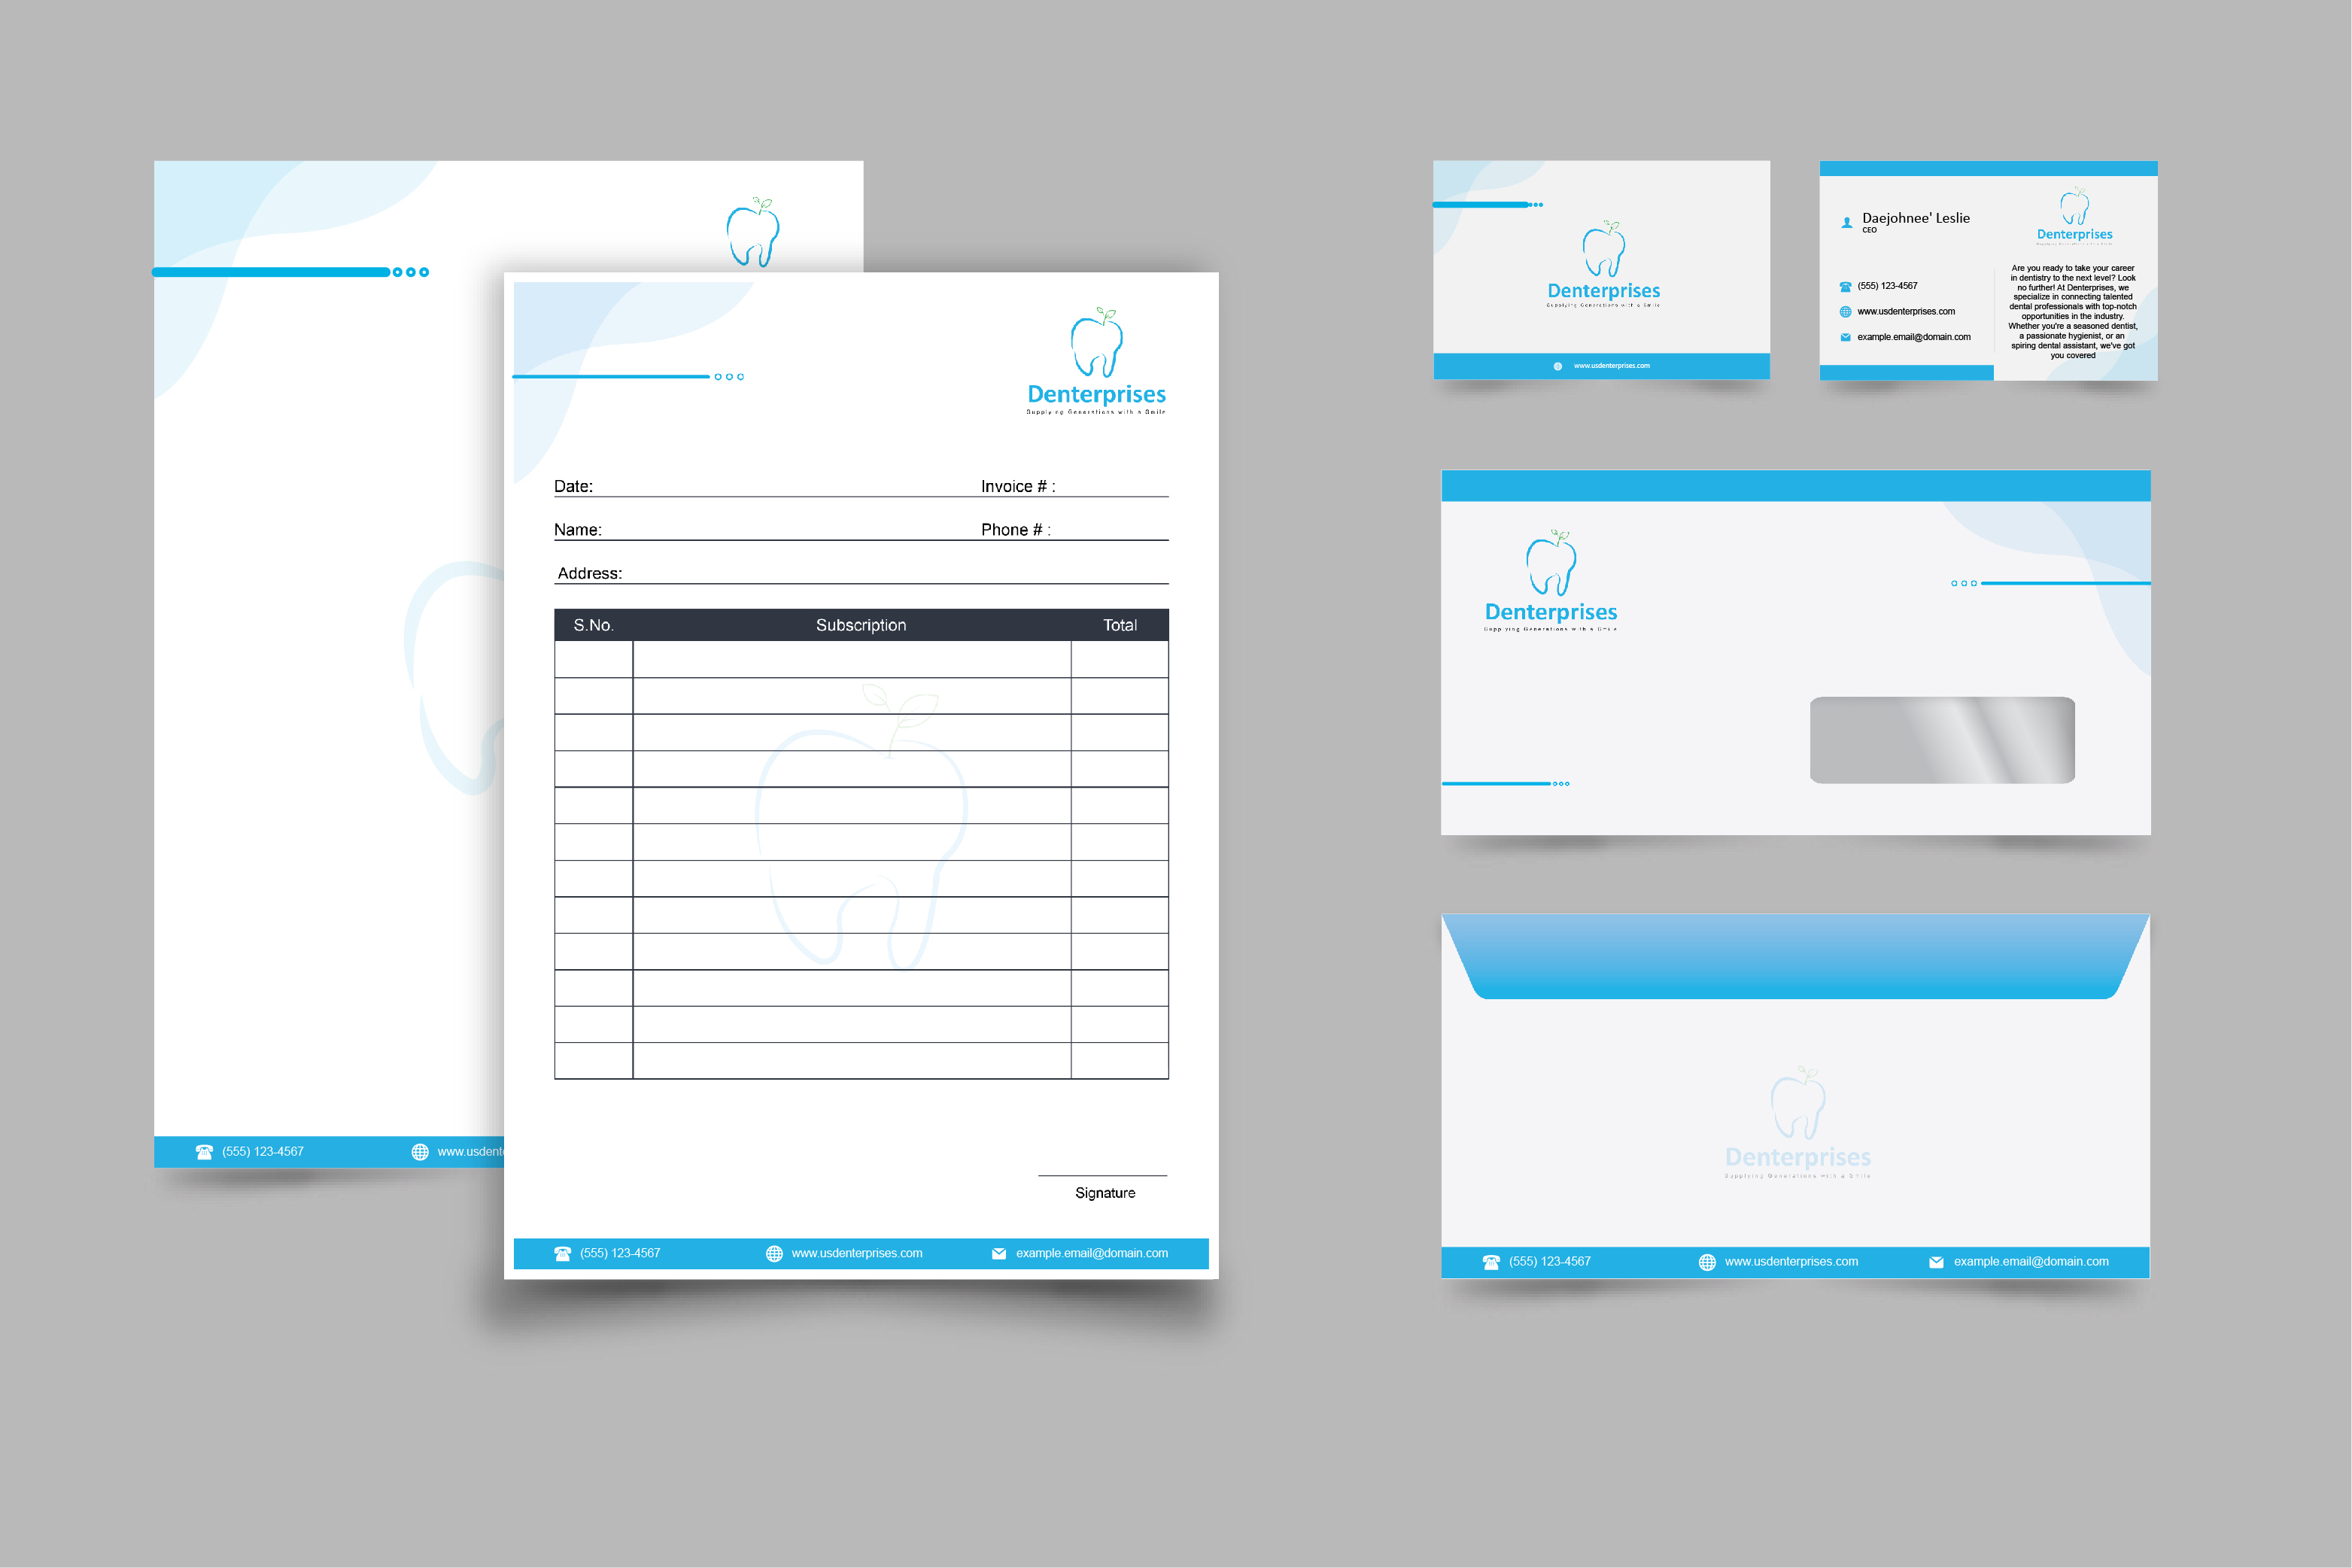 (555) 123-4567
www.usdent
Denterprises
Supplying Generations with a Smile
Date:
Invoice # :
Name:
Phone # :
Address:
S.No. Subscription Total
Signature
(555) 123-4567 www.usdenterprises.com example.email@domain.com
Denterprises
Supplying Generations with a Smile
www.usdenterprises.com
Daejohnee' Leslie
CEO
(555) 123-4567
www.usdenterprises.com
example.email@domain.com
Denterprises
Supplying Generations with a Smile
Are you ready to take your career
in dentistry to the next level? Look
no further! At Denterprises, we
specialize in connecting talented
dental professionals with top-notch
opportunities in the industry.
Whether you're a seasoned dentist,
a passionate hygienist, or an
spiring dental assistant, we've got
you covered
Denterprises
Supplying Generations with a Smile
Denterprises
Supplying Generations with a Smile
(555) 123-4567 www.usdenterprises.com example.email@domain.com